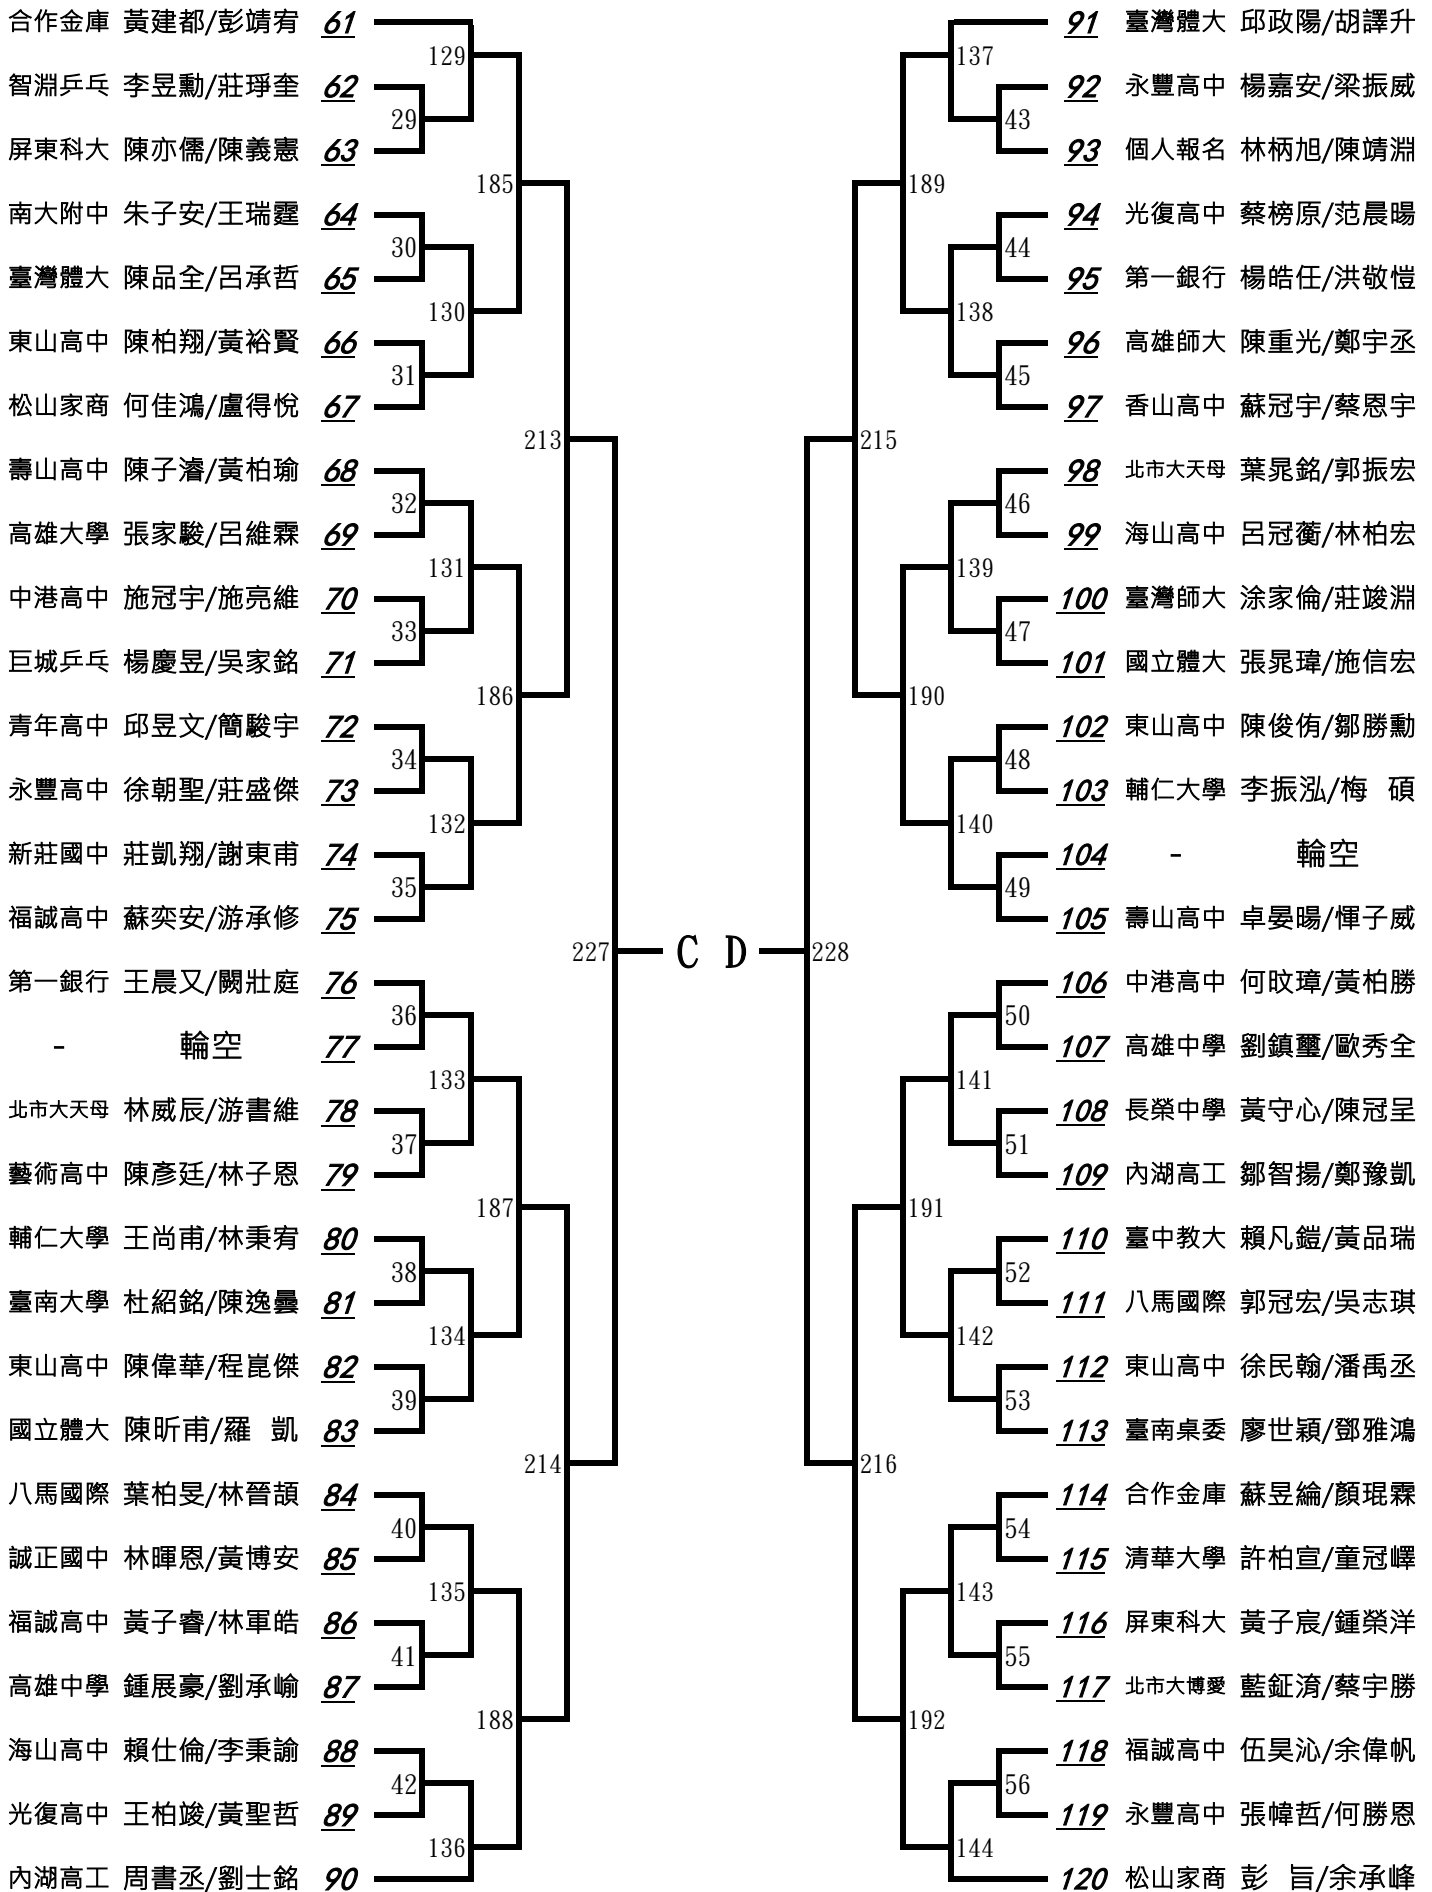 合作金庫 黃建都/彭靖宥 61
129
智淵乒乓 李昱勳/莊琤奎 62
29
屏東科大 陳亦儒/陳義憲 63
185
南大附中 朱子安/王瑞霆 64
30
臺灣體大 陳品全/呂承哲 65
130
東山高中 陳柏翔/黃裕賢 66
31
松山家商 何佳鴻/盧得悅 67
213
壽山高中 陳子濬/黃柏瑜 68
32
高雄大學 張家駿/呂維霖 69
131
中港高中 施冠宇/施亮維 70
33
巨城乒乓 楊慶昱/吳家銘 71
186
青年高中 邱昱文/簡駿宇 72
34
永豐高中 徐朝聖/莊盛傑 73
132
新莊國中 莊凱翔/謝東甫 74
35
福誠高中 蘇奕安/游承修 75
227 C
第一銀行 王晨又/闕壯庭 76
36
- 輪空 77
133
北市大天母 林威辰/游書維 78
37
藝術高中 陳彥廷/林子恩 79
187
輔仁大學 王尚甫/林秉宥 80
38
臺南大學 杜紹銘/陳逸曇 81
134
東山高中 陳偉華/程崑傑 82
39
國立體大 陳昕甫/羅 凱 83
214
八馬國際 葉柏旻/林晉頡 84
40
誠正國中 林暉恩/黃博安 85
135
福誠高中 黃子睿/林軍皓 86
41
高雄中學 鍾展豪/劉承崳 87
188
海山高中 賴仕倫/李秉諭 88
42
光復高中 王柏竣/黃聖哲 89
136
內湖高工 周書丞/劉士銘 90
91 臺灣體大 邱政陽/胡譯升
137
92 永豐高中 楊嘉安/梁振威
43
93 個人報名 林柄旭/陳靖淵
189
94 光復高中 蔡榜原/范晨暘
44
95 第一銀行 楊皓任/洪敬愷
138
96 高雄師大 陳重光/鄭宇丞
45
97 香山高中 蘇冠宇/蔡恩宇
215
98 北市大天母 葉晁銘/郭振宏
46
99 海山高中 呂冠蘅/林柏宏
139
100 臺灣師大 涂家倫/莊竣淵
47
101 國立體大 張晁瑋/施信宏
190
102 東山高中 陳俊侑/鄒勝勳
48
103 輔仁大學 李振泓/梅 碩
140
104 - 輪空
49
105 壽山高中 卓晏暘/惲子威
D 228
106 中港高中 何旼璋/黃柏勝
50
107 高雄中學 劉鎮璽/歐秀全
141
108 長榮中學 黃守心/陳冠呈
51
109 內湖高工 鄒智揚/鄭豫凱
191
110 臺中教大 賴凡鎧/黃品瑞
52
111 八馬國際 郭冠宏/吳志琪
142
112 東山高中 徐民翰/潘禹丞
53
113 臺南桌委 廖世穎/鄧雅鴻
216
114 合作金庫 蘇昱綸/顏琨霖
54
115 清華大學 許柏宣/童冠嶧
143
116 屏東科大 黃子宸/鍾榮洋
55
117 北市大博愛 藍鉦淯/蔡宇勝
192
118 福誠高中 伍昊沁/余偉帆
56
119 永豐高中 張幃哲/何勝恩
144
120 松山家商 彭 旨/余承峰